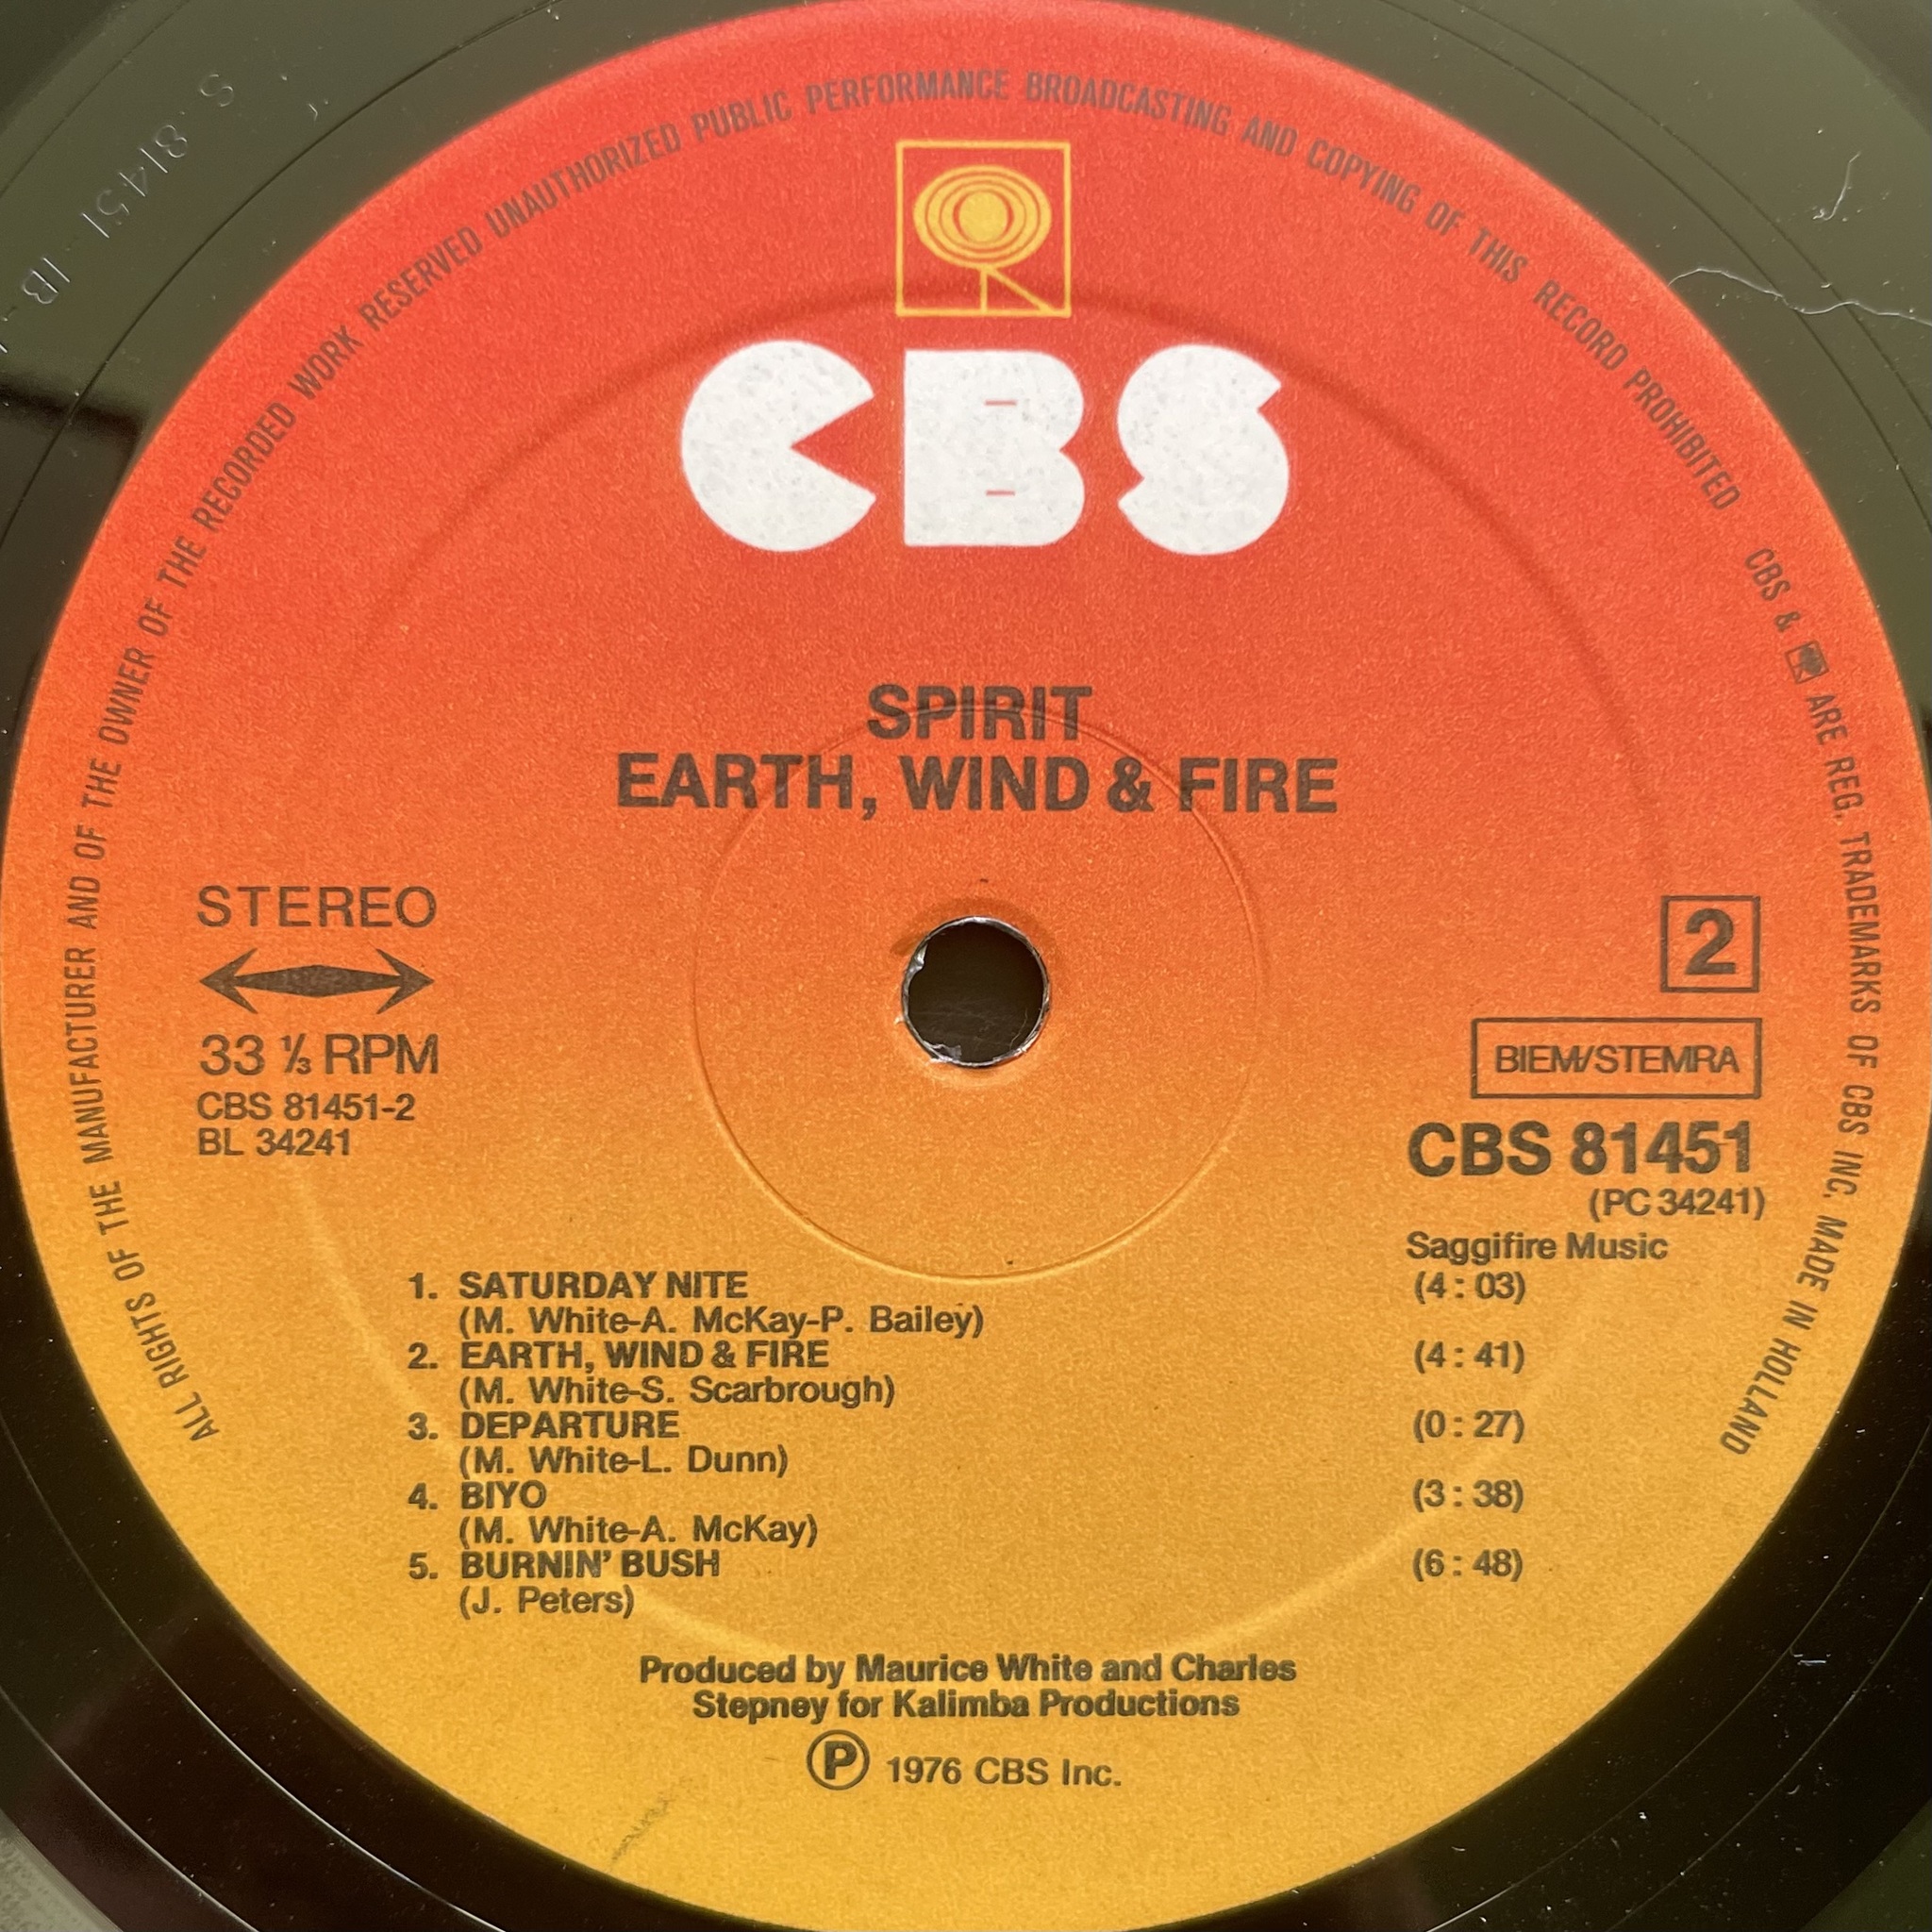 ALL RIGHTS OF THE MANUFACTURER AND OF THE OWNER OF THE RECORDED WORK RESERVED UNAUTHORIZED PUBLIC PERFORMANCE BROADCASTING AND COPYING OF THIS RECORD PROHIBITED CBS & ARE REG. TRADEMARKS OF CBS INC. MADE IN HOLLAND
S 81451 1B
CBS
SPIRIT
EARTH, WIND & FIRE
STEREO
2
33 ⅓ RPM
BIEM/STEMRA
CBS 81451-2
CBS 81451
BL 34241
(PC 34241)
Saggifire Music
1. SATURDAY NITE (4 : 03)
(M. White-A. McKay-P. Bailey)
2. EARTH, WIND & FIRE (4 : 41)
(M. White-S. Scarbrough)
3. DEPARTURE (0 : 27)
(M. White-L. Dunn)
4. BIYO (3 : 38)
(M. White-A. McKay)
5. BURNIN' BUSH (6 : 48)
(J. Peters)
Produced by Maurice White and Charles
Stepney for Kalimba Productions
Ⓟ 1976 CBS Inc.